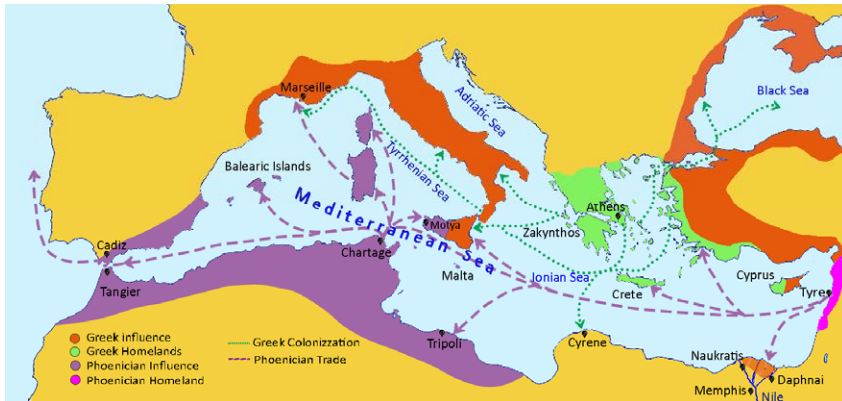 Marseille
Black Sea
Adriatic Sea
Tyrrhenian Sea
Balearic Islands
Mediterranean Sea
Athens
Motya
Zakynthos
Cadiz
Chartage
Malta
Ionian Sea
Crete
Cyprus
Tyre
Tangier
Tripoli
Cyrene
Naukratis
Daphnai
Memphis
Nile
Greek influence
Greek Homelands
Phoenician Influence
Phoenician Homeland
Greek Colonizzation
Phoenician Trade